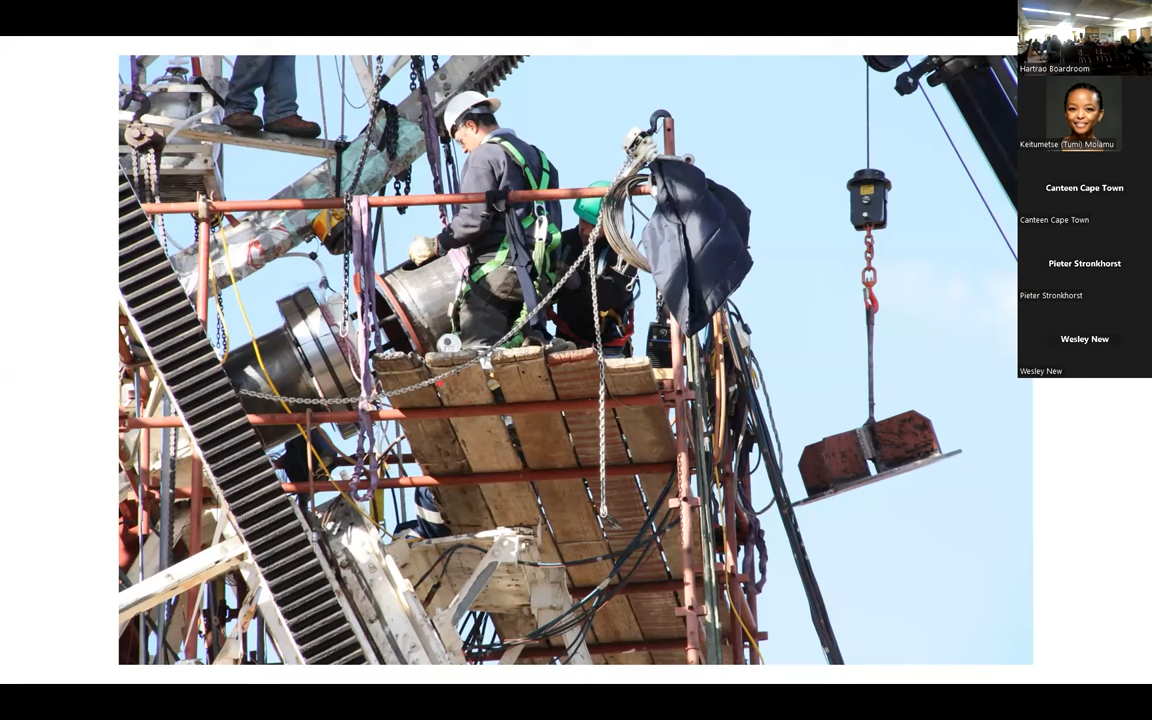 Hartrao Boardroom
Keitumetse (Tumi) Molamu
Canteen Cape Town
Canteen Cape Town
Pieter Stronkhorst
Pieter Stronkhorst
Wesley New
Wesley New